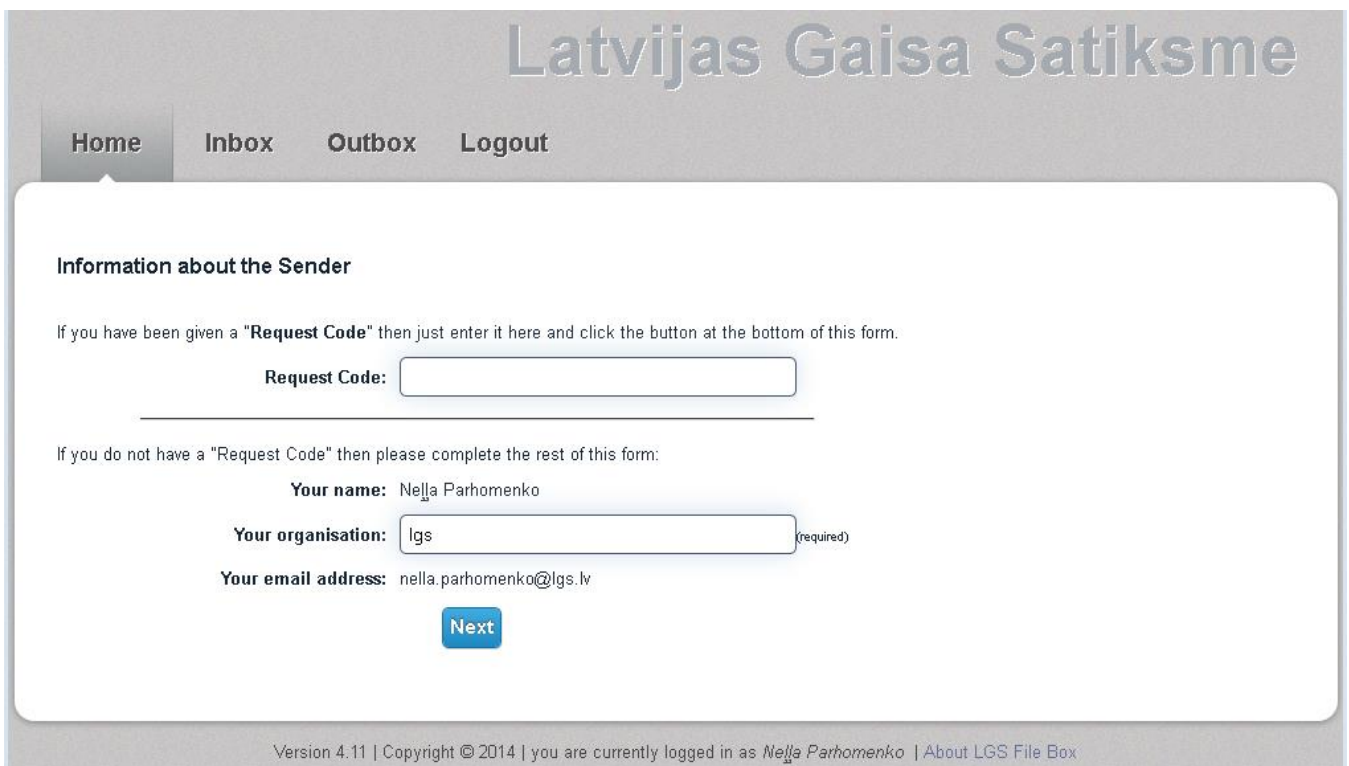 Latvijas Gaisa Satiksme
Home Inbox Outbox Logout
Information about the Sender
If you have been given a "Request Code" then just enter it here and click the button at the bottom of this form.
Request Code:
If you do not have a "Request Code" then please complete the rest of this form:
Your name: Neļļa Parhomenko
Your organisation: lgs (required)
Your email address: nella.parhomenko@lgs.lv
Next
Version 4.11 | Copyright © 2014 | you are currently logged in as Neļļa Parhomenko | About LGS File Box